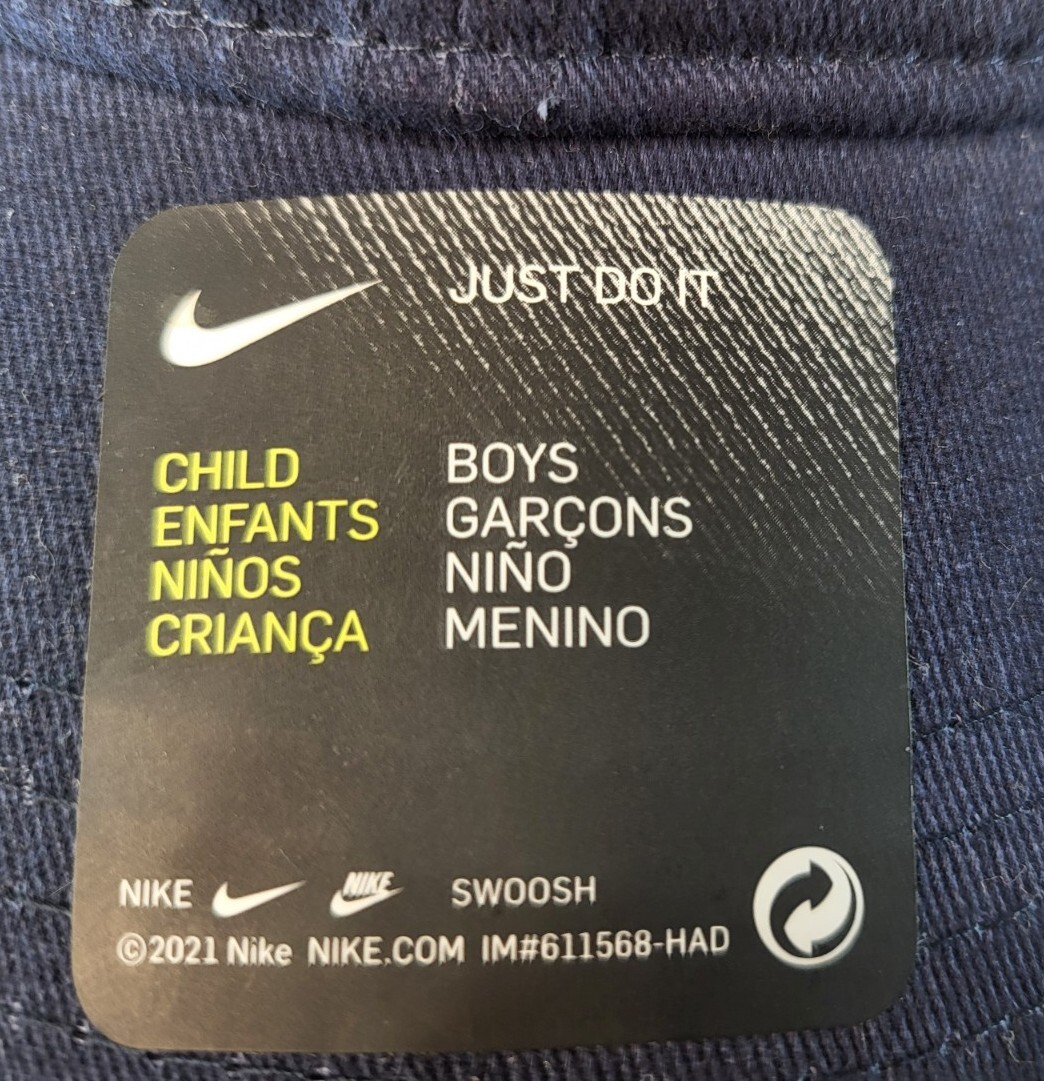 JUST DO IT
CHILD BOYS
ENFANTS GARÇONS
NIÑOS NIÑO
CRIANÇA MENINO
NIKE NIKE SWOOSH
©2021 Nike NIKE.COM IM#611568-HAD